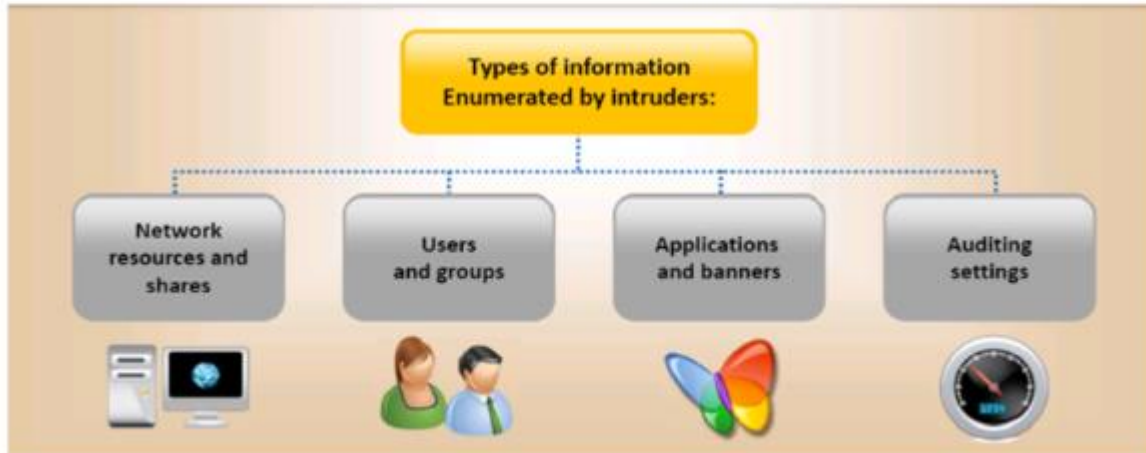 Types of information
Enumerated by intruders:
Network
resources and
shares
Users
and groups
Applications
and banners
Auditing
settings